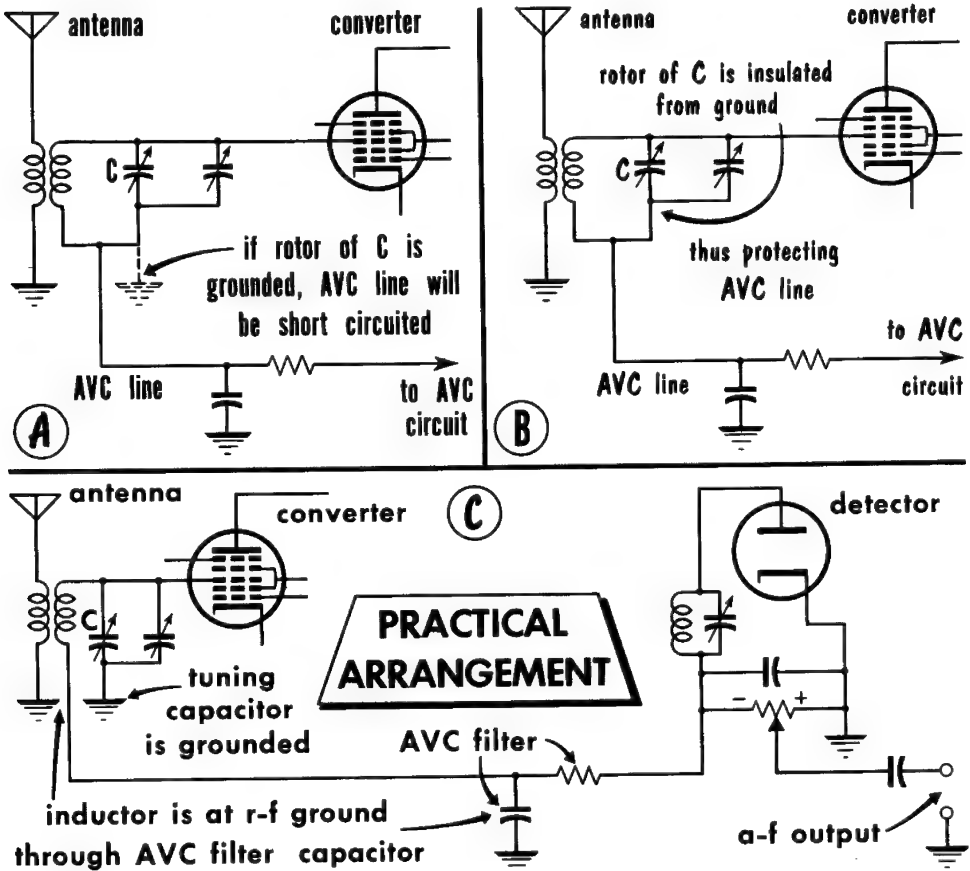 antenna
converter
C
if rotor of C is
grounded, AVC line will
be short circuited
AVC line
to AVC
circuit
A
antenna
converter
rotor of C is insulated
from ground
C
thus protecting
AVC line
to AVC
AVC line
circuit
B
antenna
converter
C
detector
C
PRACTICAL
ARRANGEMENT
tuning
capacitor
is grounded
AVC filter
- +
inductor is at r-f ground
through AVC filter capacitor
a-f output